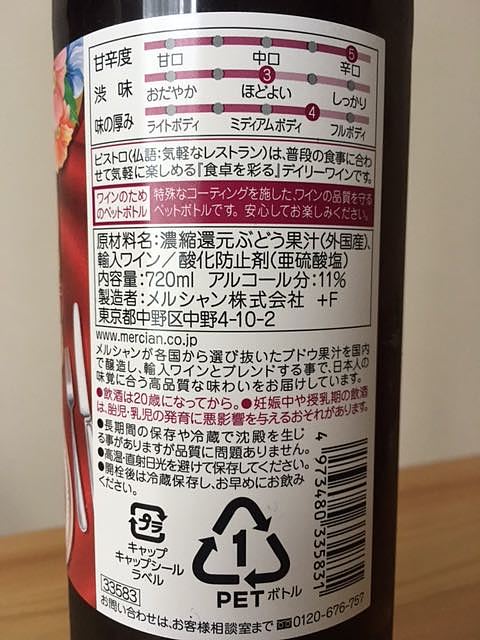 甘辛度 甘口 中口 5 辛口
渋味 おだやか 3 ほどよい しっかり
味の厚み ライトボディ ミディアムボディ 4 フルボディ
ビストロ(仏語:気軽なレストラン)は、普段の食事に合わ
せて気軽に楽しめる『食卓を彩る』デイリーワインです。
ワインのため
のペットボトル
特殊なコーティングを施した、ワインの品質を守る
ペットボトルです。安心してお楽しみください。
原材料名:濃縮還元ぶどう果汁(外国産)、
輸入ワイン/酸化防止剤(亜硫酸塩)
内容量:720ml アルコール分:11%
製造者:メルシャン株式会社 +F
東京都中野区中野4-10-2
www.mercian.co.jp
メルシャンが各国から選び抜いたブドウ果汁を国内
で醸造し、輸入ワインとブレンドする事で、日本人の
味覚に合う高品質な味わいをお届けしています。
●飲酒は20歳になってから。●妊娠中や授乳期の飲酒
は、胎児・乳児の発育に悪影響を与えるおそれがあります。
●長期間の保存や冷蔵で沈殿を生じ
る事がありますが品質に問題ありません。
●高温・直射日光を避けて保存してください。
●開栓後は冷蔵保存し、お早めにお飲み
ください。
4 973480 335831
プラ
キャップ
キャップシール
ラベル
1
PET ボトル
33583
お問い合わせは、お客様相談室まで 0120-676-757